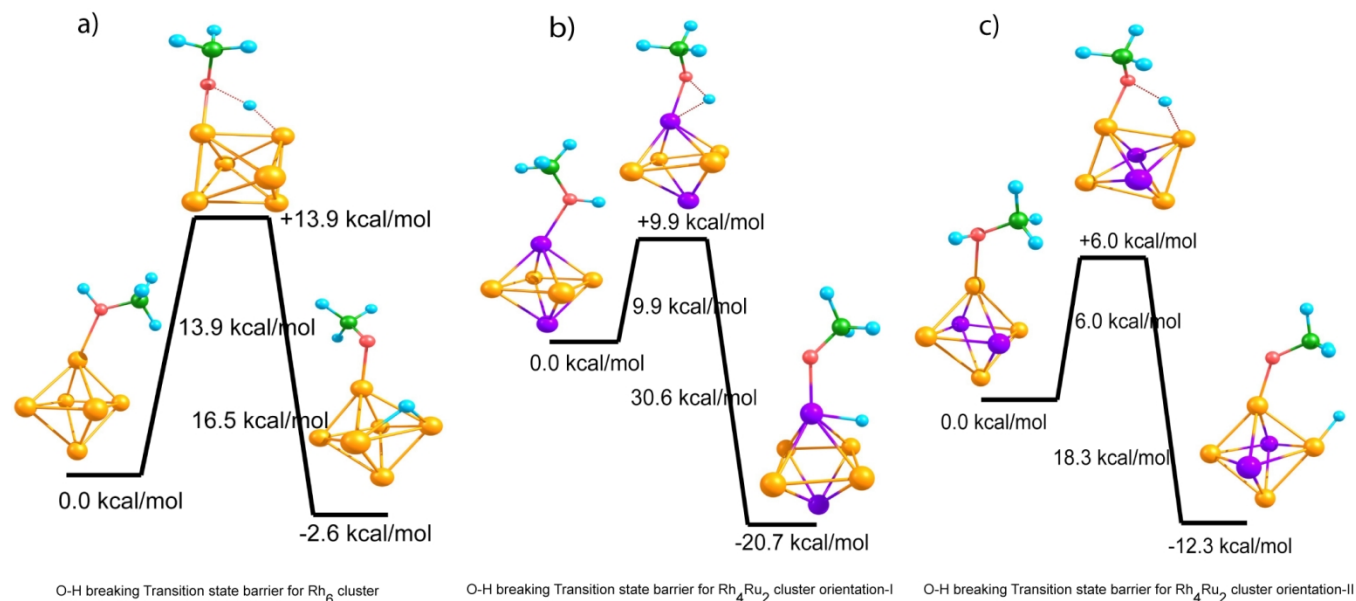 a)
+13.9 kcal/mol
13.9 kcal/mol
16.5 kcal/mol
0.0 kcal/mol
-2.6 kcal/mol
O-H breaking Transition state barrier for Rh6 cluster
b)
+9.9 kcal/mol
9.9 kcal/mol
0.0 kcal/mol
30.6 kcal/mol
-20.7 kcal/mol
O-H breaking Transition state barrier for Rh4Ru2 cluster orientation-I
c)
+6.0 kcal/mol
6.0 kcal/mol
0.0 kcal/mol
18.3 kcal/mol
-12.3 kcal/mol
O-H breaking Transition state barrier for Rh4Ru2 cluster orientation-II